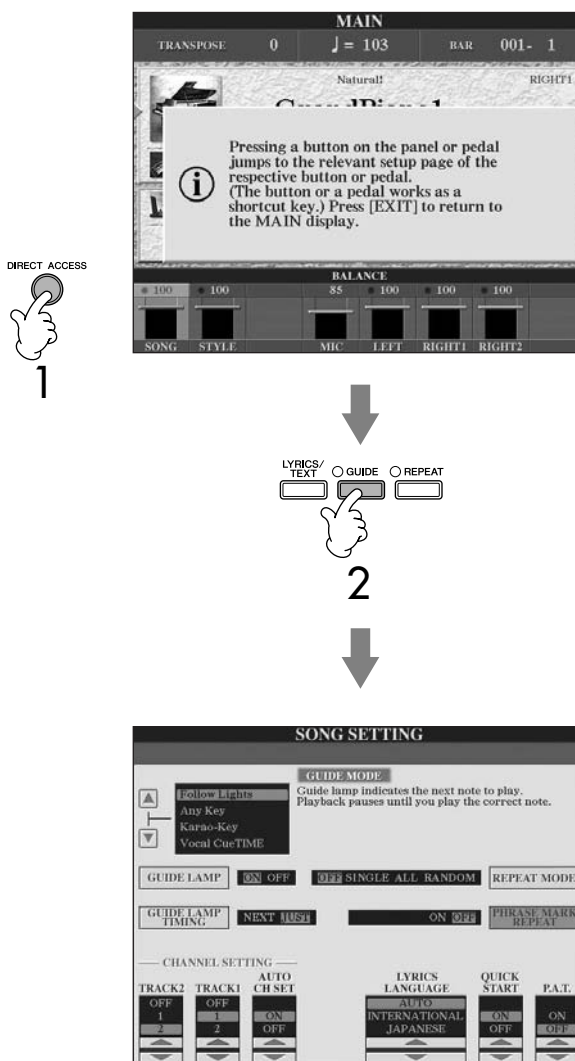 MAIN
TRANSPOSE 0 ♩ = 103 BAR 001- 1
Natural! RIGHT1
GrandPiano1
Pressing a button on the panel or pedal
jumps to the relevant setup page of the
respective button or pedal.
(The button or a pedal works as a
shortcut key.) Press [EXIT] to return to
the MAIN display.
DIRECT ACCESS
1
BALANCE
100 100 85 100 100 100
SONG STYLE MIC LEFT RIGHT1 RIGHT2
LYRICS/
TEXT GUIDE REPEAT
2
SONG SETTING
GUIDE MODE
Guide lamp indicates the next note to play.
Playback pauses until you play the correct note.
Follow Lights
Any Key
Karao-Key
Vocal CueTIME
GUIDE LAMP ON OFF OFF SINGLE ALL RANDOM REPEAT MODE
GUIDE LAMP
TIMING NEXT JUST ON OFF PHRASE MARK
REPEAT
CHANNEL SETTING
TRACK2 TRACK1 AUTO
CH SET LYRICS
LANGUAGE QUICK
START P.A.T.
OFF OFF AUTO
1 1 ON INTERNATIONAL ON ON
2 2 OFF JAPANESE OFF OFF